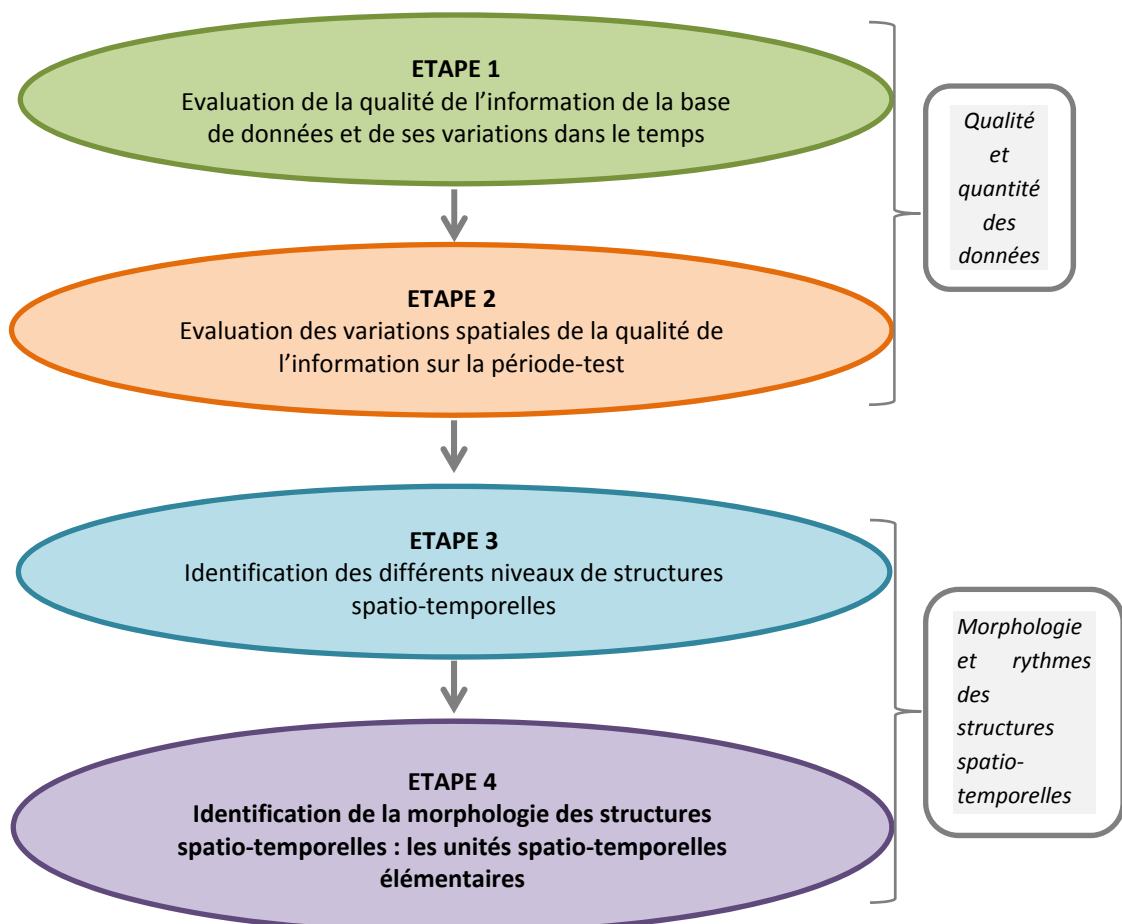 ETAPE 1
Evaluation de la qualité de l’information de la base
de données et de ses variations dans le temps
Qualité
et
quantité
des
données
ETAPE 2
Evaluation des variations spatiales de la qualité de
l’information sur la période-test
ETAPE 3
Identification des différents niveaux de structures
spatio-temporelles
Morphologie
et rythmes
des
structures
spatio-
temporelles
ETAPE 4
Identification de la morphologie des structures
spatio-temporelles : les unités spatio-temporelles
élémentaires